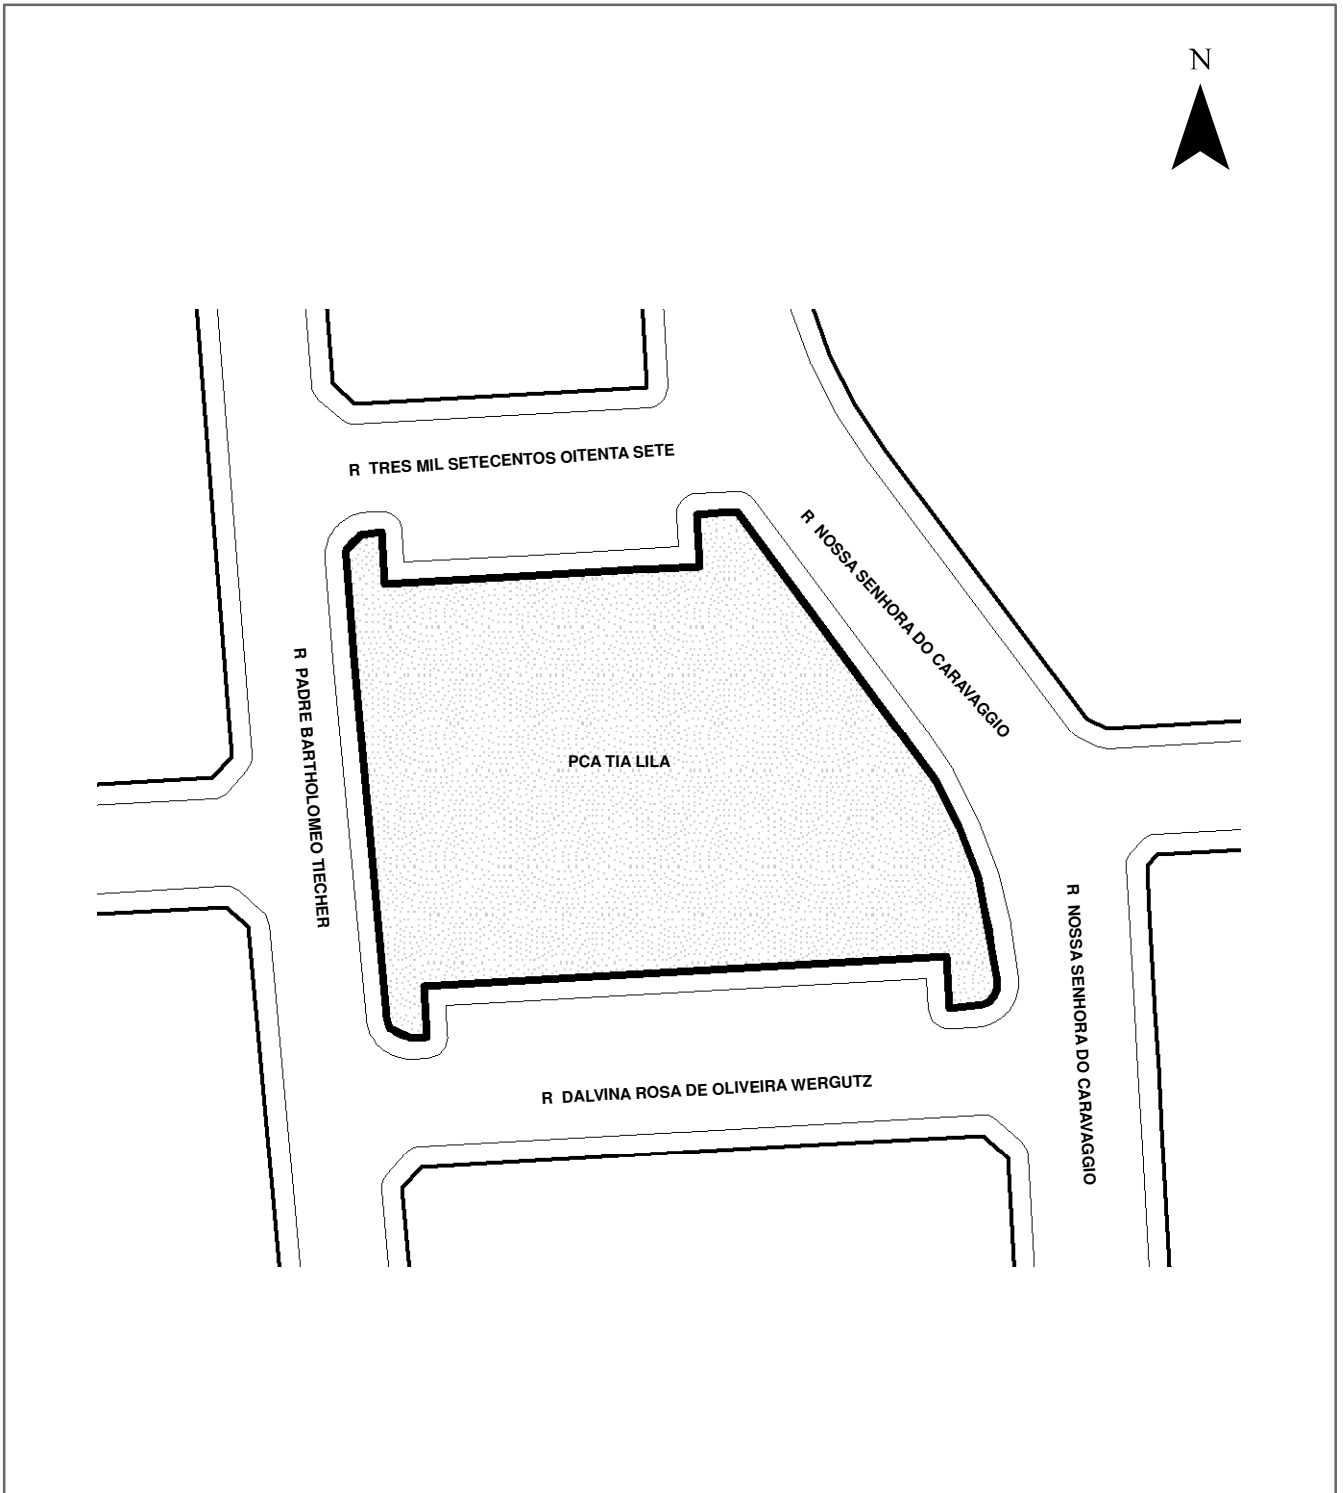 N
R TRES MIL SETECENTOS OITENTA SETE
R NOSSA SENHORA DO CARAVAGGIO
R PADRE BARTHOLOMEO TIECHER
PCA TIA LILA
R NOSSA SENHORA DO CARAVAGGIO
R DALVINA ROSA DE OLIVEIRA WERGUTZ